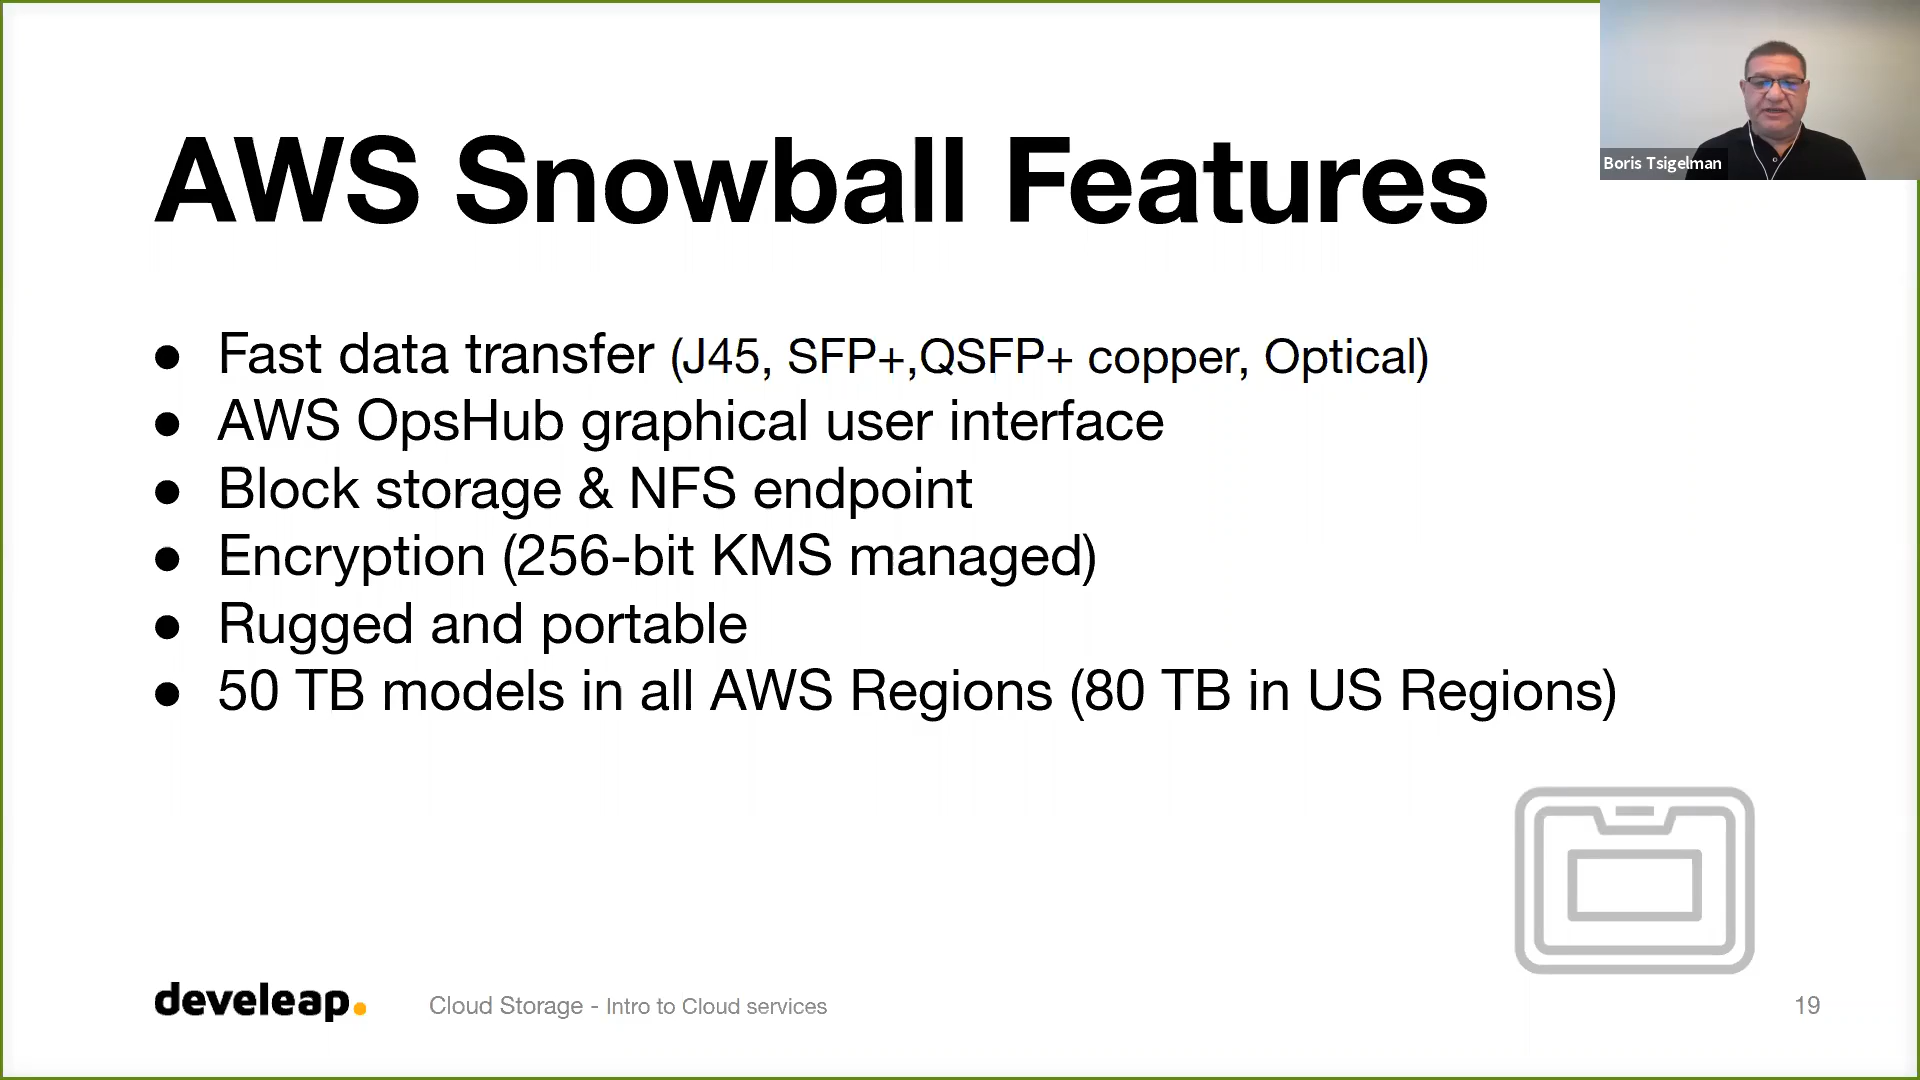 AWS Snowball Features
Boris Tsigelman
● Fast data transfer (J45, SFP+,QSFP+ copper, Optical)
● AWS OpsHub graphical user interface
● Block storage & NFS endpoint
● Encryption (256-bit KMS managed)
● Rugged and portable
● 50 TB models in all AWS Regions (80 TB in US Regions)
develeap.
Cloud Storage - Intro to Cloud services
19